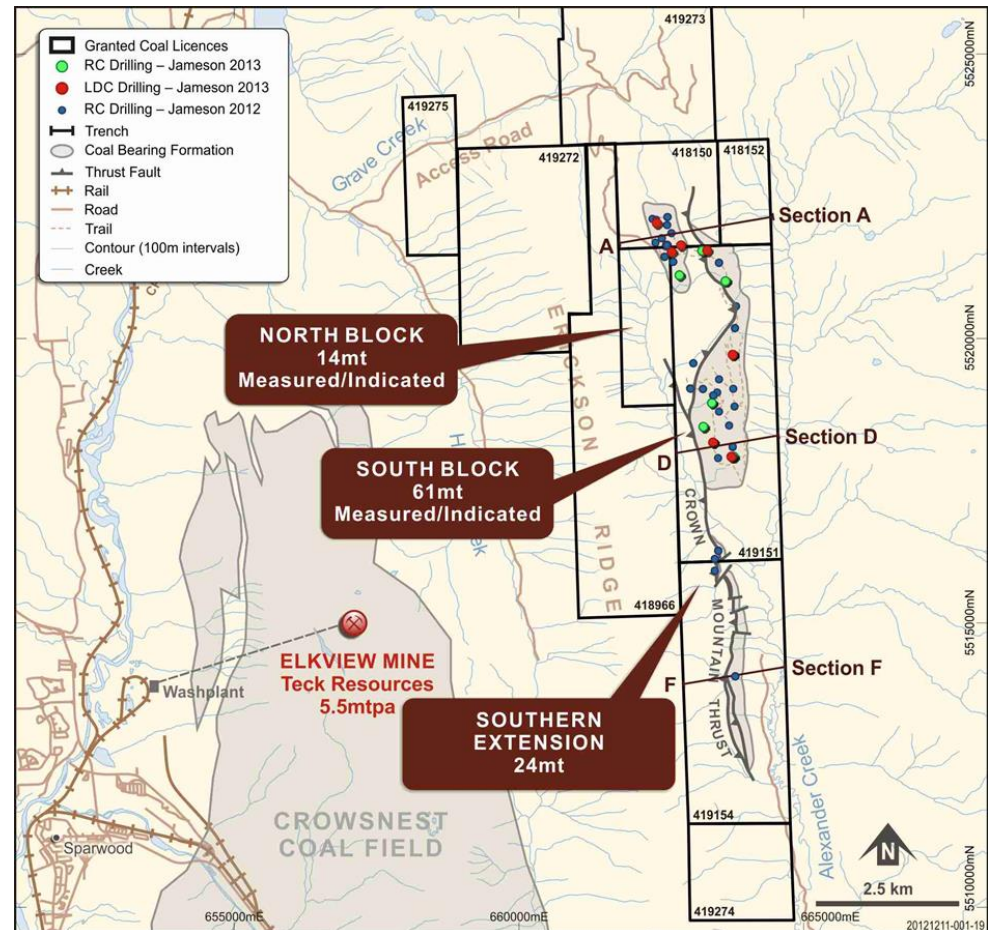 Granted Coal Licences
RC Drilling – Jameson 2013
LDC Drilling – Jameson 2013
RC Drilling – Jameson 2012
Trench
Coal Bearing Formation
Thrust Fault
Rail
Road
Trail
Contour (100m intervals)
Creek
419273
5525000mN
419275
Grave Creek
Access Road
419272
418150
418152
Section A
A
NORTH BLOCK
14mt
Measured/Indicated
5520000mN
ERICKSON
RIDGE
Section D
D
SOUTH BLOCK
61mt
Measured/Indicated
CROWN
MOUNTAIN THRUST
419151
418966
5515000mN
ELKVIEW MINE
Teck Resources
5.5mtpa
Washplant
Section F
F
SOUTHERN
EXTENSION
24mt
CROWSNEST
COAL FIELD
Sparwood
419154
Alexander Creek
N
2.5 km
419274
5510000mN
655000mE
660000mE
665000mE
20121211-001-19